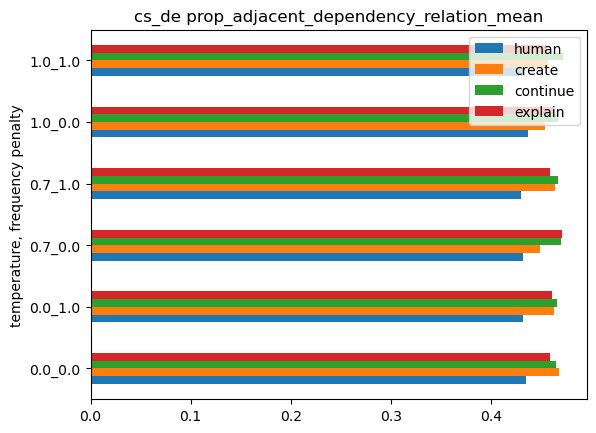 cs_de prop_adjacent_dependency_relation_mean
temperature, frequency penalty
1.0_1.0
1.0_0.0
0.7_1.0
0.7_0.0
0.0_1.0
0.0_0.0
0.0
0.1
0.2
0.3
0.4
human
create
continue
explain